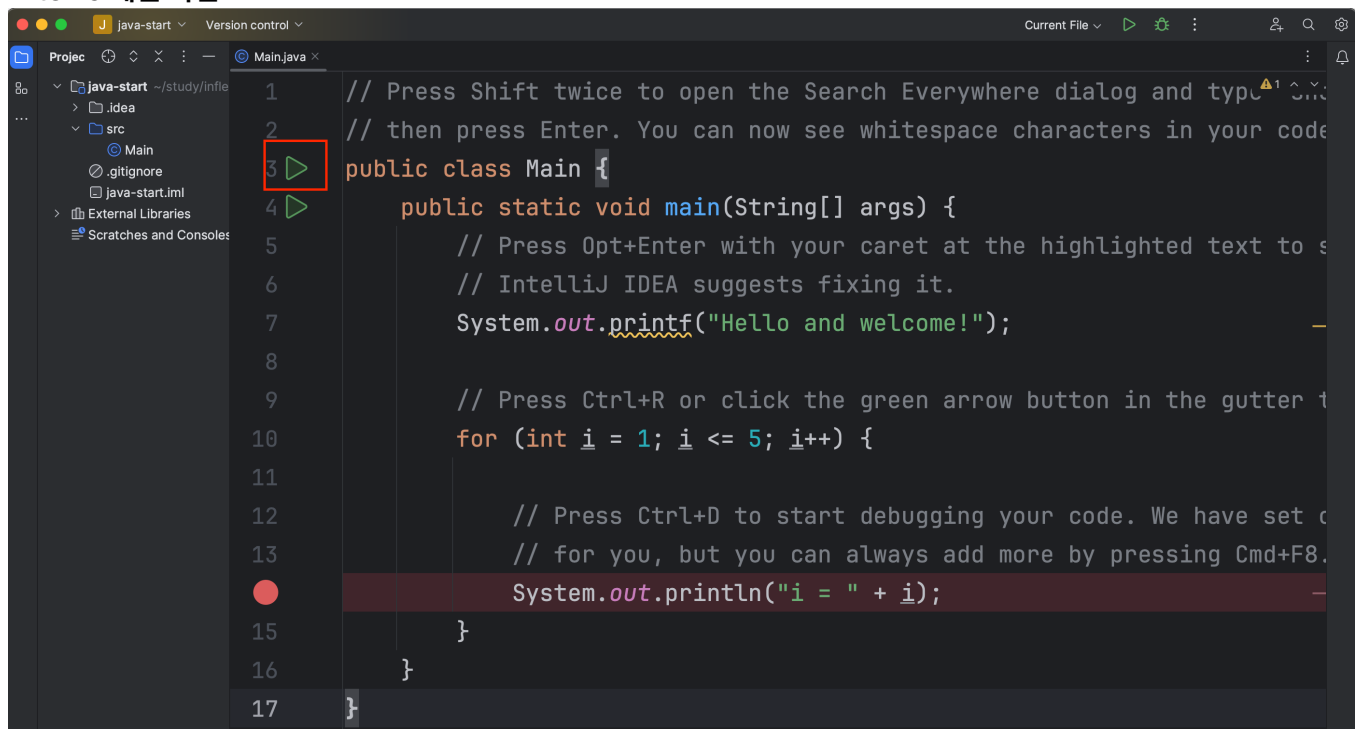 java-start
Version control
Current File
Projec
Main.java
java-start ~/study/infle
.idea
src
Main
.gitignore
java-start.iml
External Libraries
Scratches and Consoles
1 // Press Shift twice to open the Search Everywhere dialog and type
1
2 // then press Enter. You can now see whitespace characters in your code
3 public class Main {
4 public static void main(String[] args) {
5 // Press Opt+Enter with your caret at the highlighted text to s
6 // IntelliJ IDEA suggests fixing it.
7 System.out.printf("Hello and welcome!");
8
9 // Press Ctrl+R or click the green arrow button in the gutter t
10 for (int i = 1; i <= 5; i++) {
11
12 // Press Ctrl+D to start debugging your code. We have set o
13 // for you, but you can always add more by pressing Cmd+F8.
System.out.println("i = " + i);
15 }
16 }
17 }